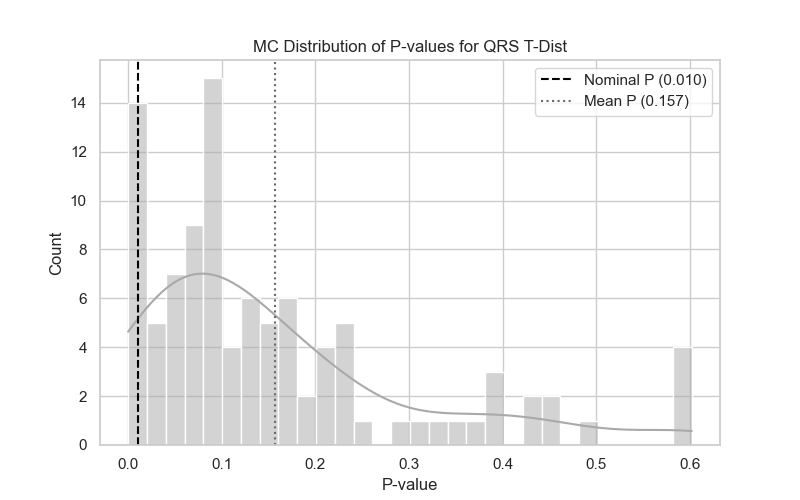 MC Distribution of P-values for QRS T-Dist
Nominal P (0.010)
Mean P (0.157)
14
12
10
8
6
4
2
0
Count
0.0 0.1 0.2 0.3 0.4 0.5 0.6
P-value